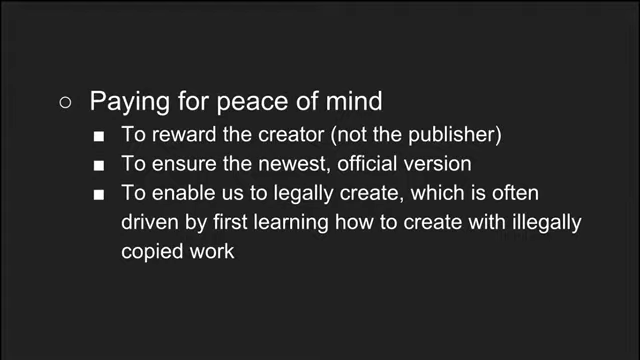 ○ Paying for peace of mind
■ To reward the creator (not the publisher)
■ To ensure the newest, official version
■ To enable us to legally create, which is often
driven by first learning how to create with illegally
copied work